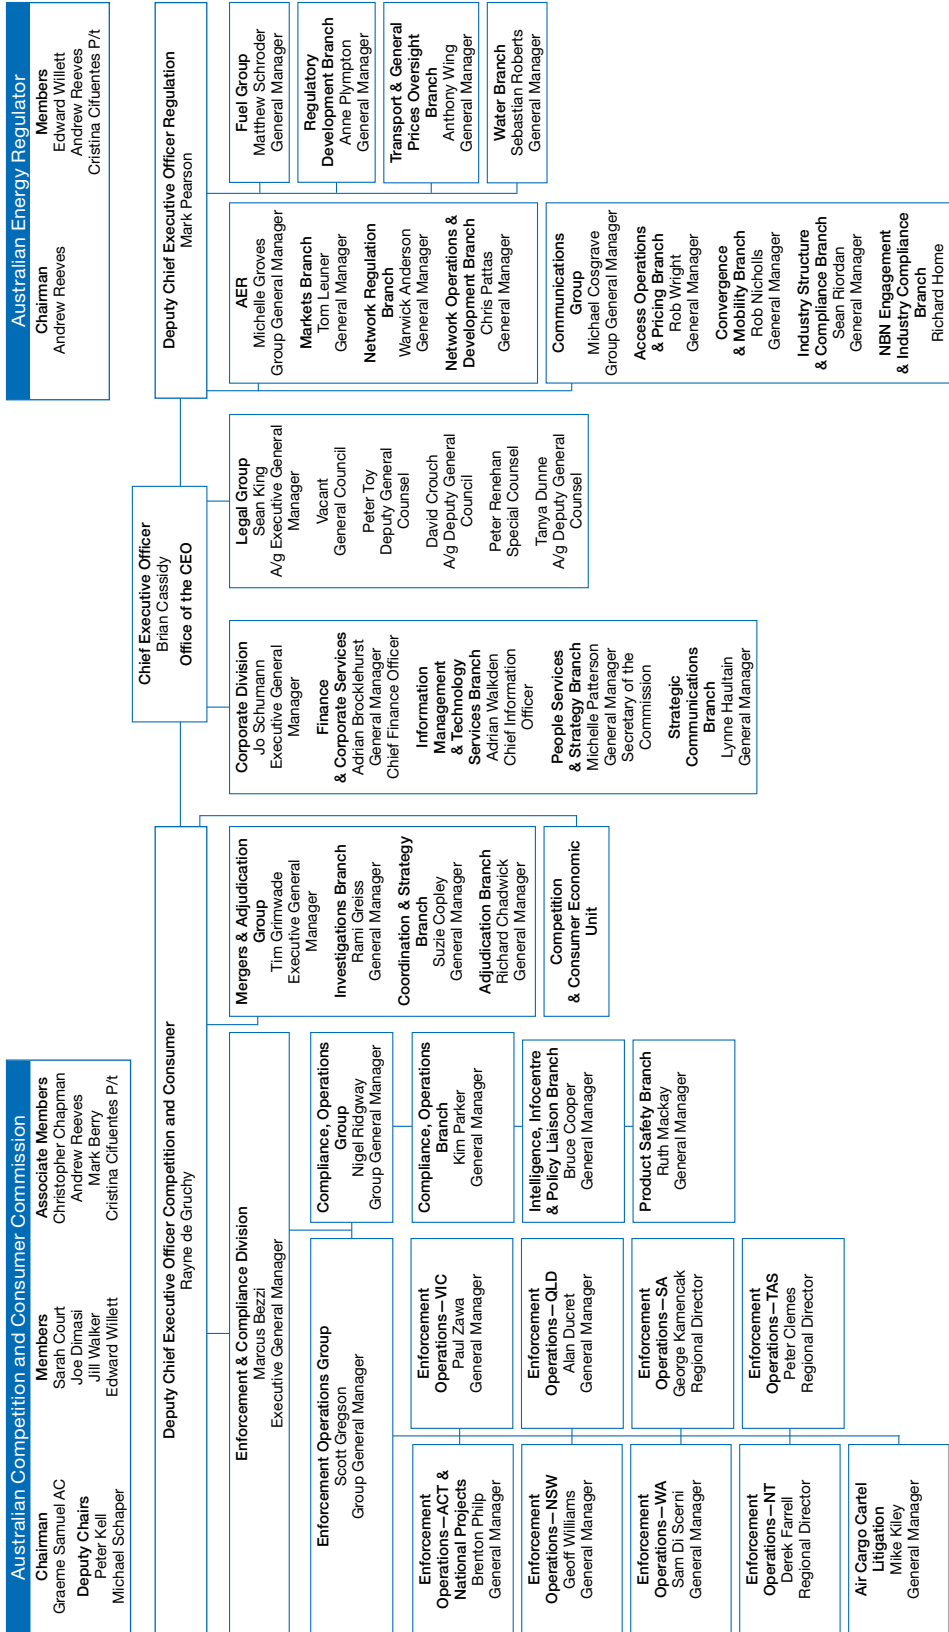 Australian Competition and Consumer Commission
Chairman
Graeme Samuel AC
Deputy Chairs
Peter Kell
Michael Schaper
Members
Sarah Court
Joe Dimasi
Jill Walker
Edward Willett
Associate Members
Christopher Chapman
Andrew Reeves
Mark Berry
Cristina Cifuentes P/t
Australian Energy Regulator
Chairman
Andrew Reeves
Members
Edward Willett
Andrew Reeves
Cristina Cifuentes P/t
Chief Executive Officer
Brian Cassidy
Office of the CEO
Deputy Chief Executive Officer Competition and Consumer
Rayne de Gruchy
Deputy Chief Executive Officer Regulation
Mark Pearson
Enforcement & Compliance Division
Marcus Bezzi
Executive General Manager
Enforcement Operations Group
Scott Gregson
Group General Manager
Enforcement
Operations—ACT &
National Projects
Brenton Philp
General Manager
Enforcement
Operations—VIC
Paul Zawa
General Manager
Enforcement
Operations—NSW
Geoff Williams
General Manager
Enforcement
Operations—QLD
Alan Ducret
General Manager
Enforcement
Operations—WA
Sam Di Scerni
General Manager
Enforcement
Operations—SA
George Kamencak
Regional Director
Enforcement
Operations—NT
Derek Farrell
Regional Director
Enforcement
Operations—TAS
Peter Clemes
Regional Director
Air Cargo Cartel
Litigation
Mike Kiley
General Manager
Compliance, Operations
Group
Nigel Ridgway
Group General Manager
Compliance, Operations
Branch
Kim Parker
General Manager
Intelligence, Infocentre
& Policy Liaison Branch
Bruce Cooper
General Manager
Product Safety Branch
Ruth Mackay
General Manager
Mergers & Adjudication
Group
Tim Grimwade
Executive General
Manager
Investigations Branch
Rami Greiss
General Manager
Coordination & Strategy
Branch
Suzie Copley
General Manager
Adjudication Branch
Richard Chadwick
General Manager
Competition
& Consumer Economic
Unit
Corporate Division
Jo Schumann
Executive General
Manager
Finance
& Corporate Services
Adrian Brocklehurst
General Manager
Chief Finance Officer
Information
Management
& Technology
Services Branch
Adrian Walkden
Chief Information
Officer
People Services
& Strategy Branch
Michelle Patterson
General Manager
Secretary of the
Commission
Strategic
Communications
Branch
Lynne Haultain
General Manager
Legal Group
Sean King
A/g Executive General
Manager
Vacant
General Council
Peter Toy
Deputy General
Counsel
David Crouch
A/g Deputy General
Council
Peter Renehan
Special Counsel
Tanya Dunne
A/g Deputy General
Counsel
AER
Michelle Groves
Group General Manager
Markets Branch
Tom Leuner
General Manager
Network Regulation
Branch
Warwick Anderson
General Manager
Network Operations &
Development Branch
Chris Pattas
General Manager
Communications
Group
Michael Cosgrave
Group General Manager
Access Operations
& Pricing Branch
Rob Wright
General Manager
Convergence
& Mobility Branch
Rob Nicholls
General Manager
Industry Structure
& Compliance Branch
Sean Riordan
General Manager
NBN Engagement
& Industry Compliance
Branch
Richard Home
Fuel Group
Matthew Schroder
General Manager
Regulatory
Development Branch
Anne Plympton
General Manager
Transport & General
Prices Oversight
Branch
Anthony Wing
General Manager
Water Branch
Sebastian Roberts
General Manager